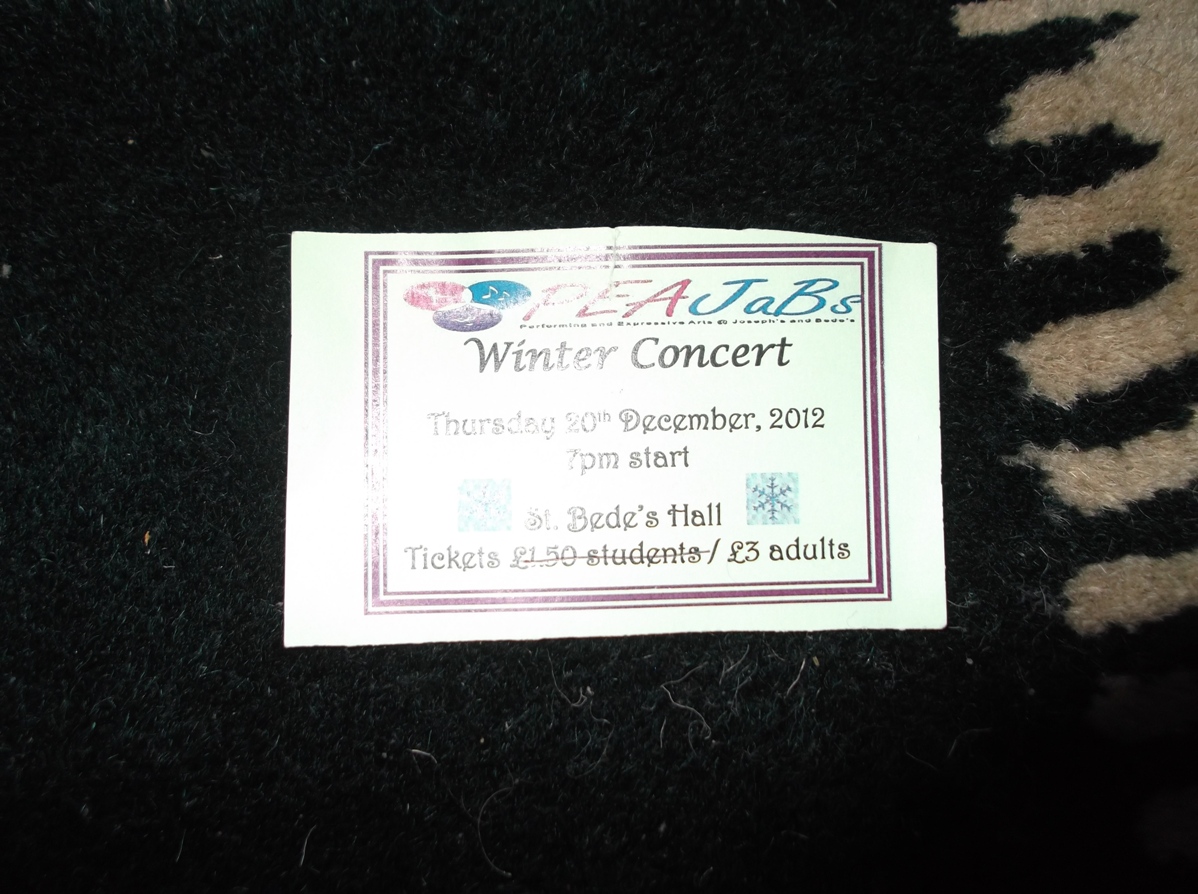 PEAJaBs
Performing and Expressive Arts @ Joseph's and Bede's
Winter Concert
Thursday 20th December, 2012
7pm start
St. Bede's Hall
Tickets £1.50 students / £3 adults